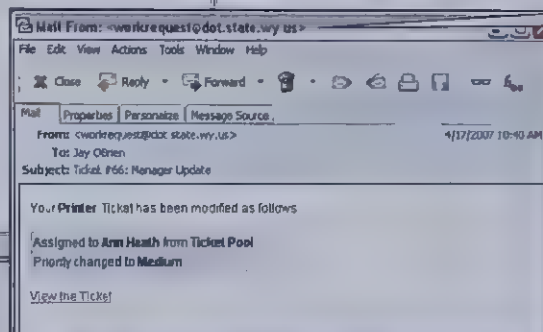 Mail From: <workrequest@dot.state.wy.us>
File Edit View Actions Tools Window Help
Close Reply Forward
Mail Properties Personalize Message Source
From: <workrequest@dot.state.wy.us> 4/17/2007 10:40 AM
To: Jay OBrien
Subject: Ticket #66: Manager Update
Your Printer Ticket has been modified as follows
Assigned to Ann Heath from Ticket Pool
Priority changed to Medium
View the Ticket